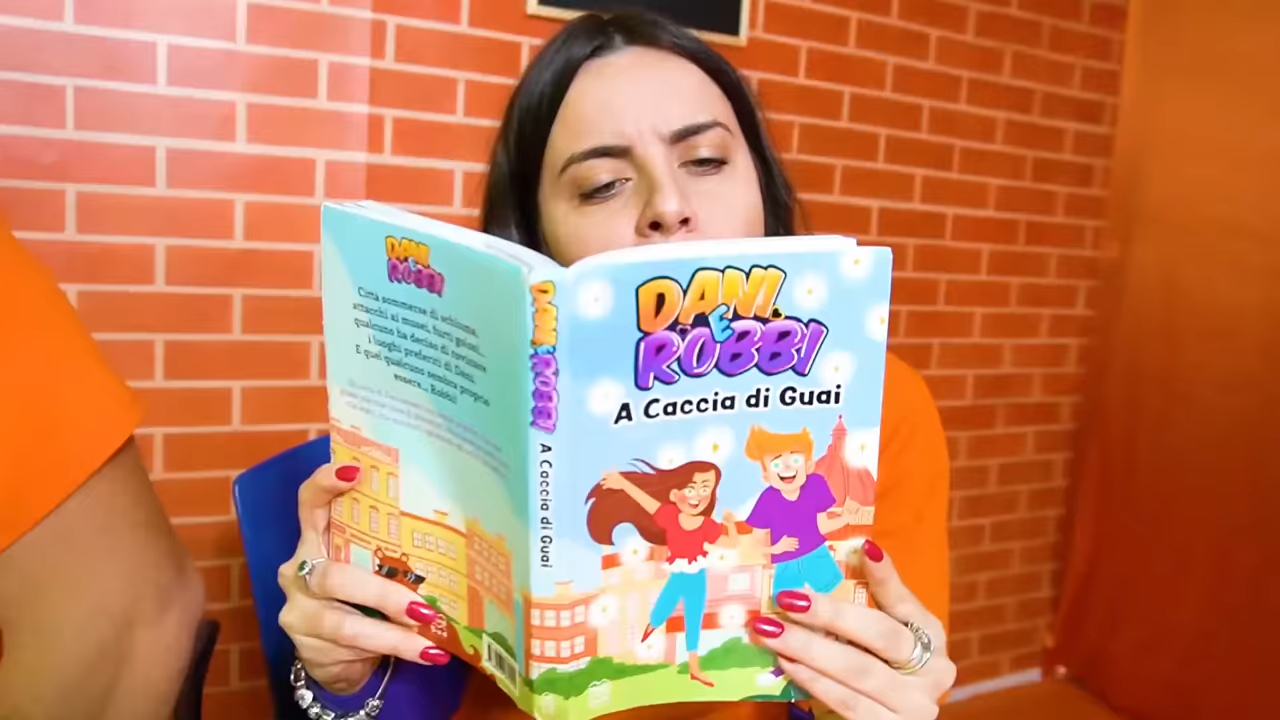 DANI
E
ROBBI
Città sommerse di schiuma,
attacchi ai musei, furti golosi...
qualcuno ha deciso di rovinare
i luoghi preferiti di Dani.
E quel qualcuno sembra proprio
essere... Robbi!
DANI E ROBBI A Caccia di Guai
DANI
E
ROBBI
A Caccia di Guai